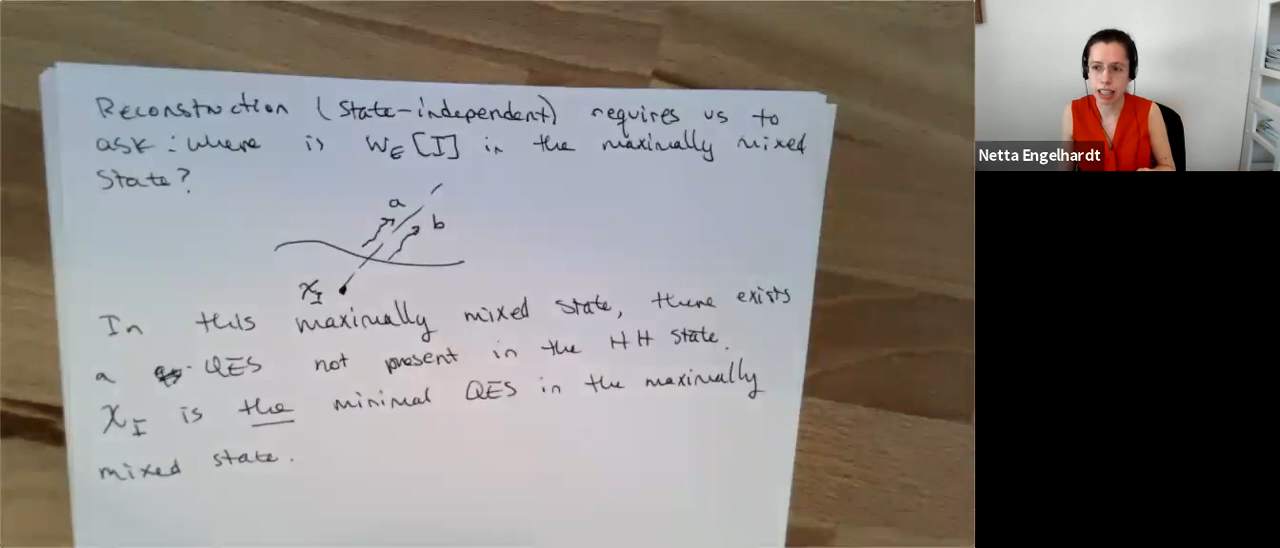 Reconstruction (state-independent) requires us to
ask: where is W_E[I] in the maximally mixed
state?
a
b
χ_I
In this maximally mixed state, there exists
a QES not present in the HH state.
χ_I is the minimal QES in the maximally
mixed state.
Netta Engelhardt